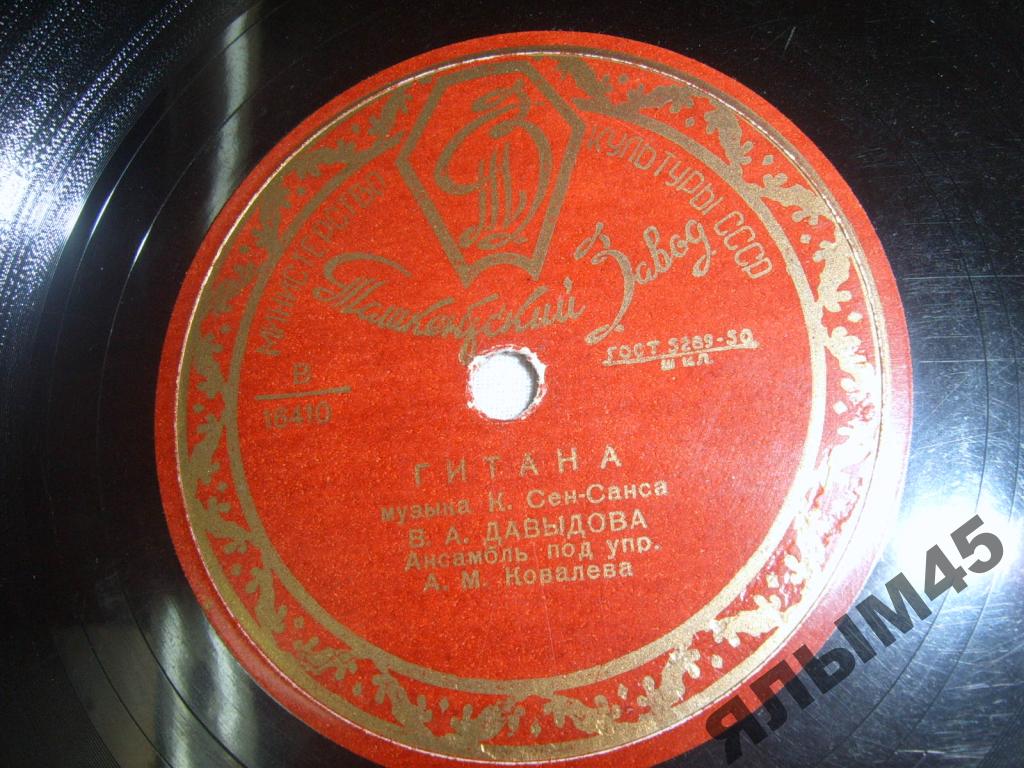 МИНИСТЕРСТВО КУЛЬТУРЫ СССР
Ташкентский Завод
ГОСТ 5289-50
Ш КЛ.
В
16410
ГИТАНА
музыка К. Сен-Санса
В. А. ДАВЫДОВА
Ансамбль под упр.
А. М. Ковалева
ЯЛЫМ45